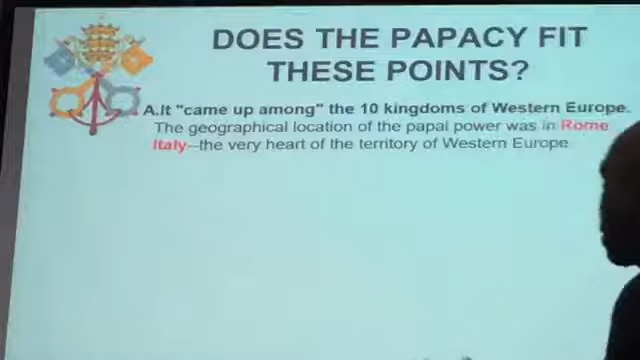 DOES THE PAPACY FIT
THESE POINTS?
A.It "came up among" the 10 kingdoms of Western Europe.
The geographical location of the papal power was in Rome
Italy--the very heart of the territory of Western Europe